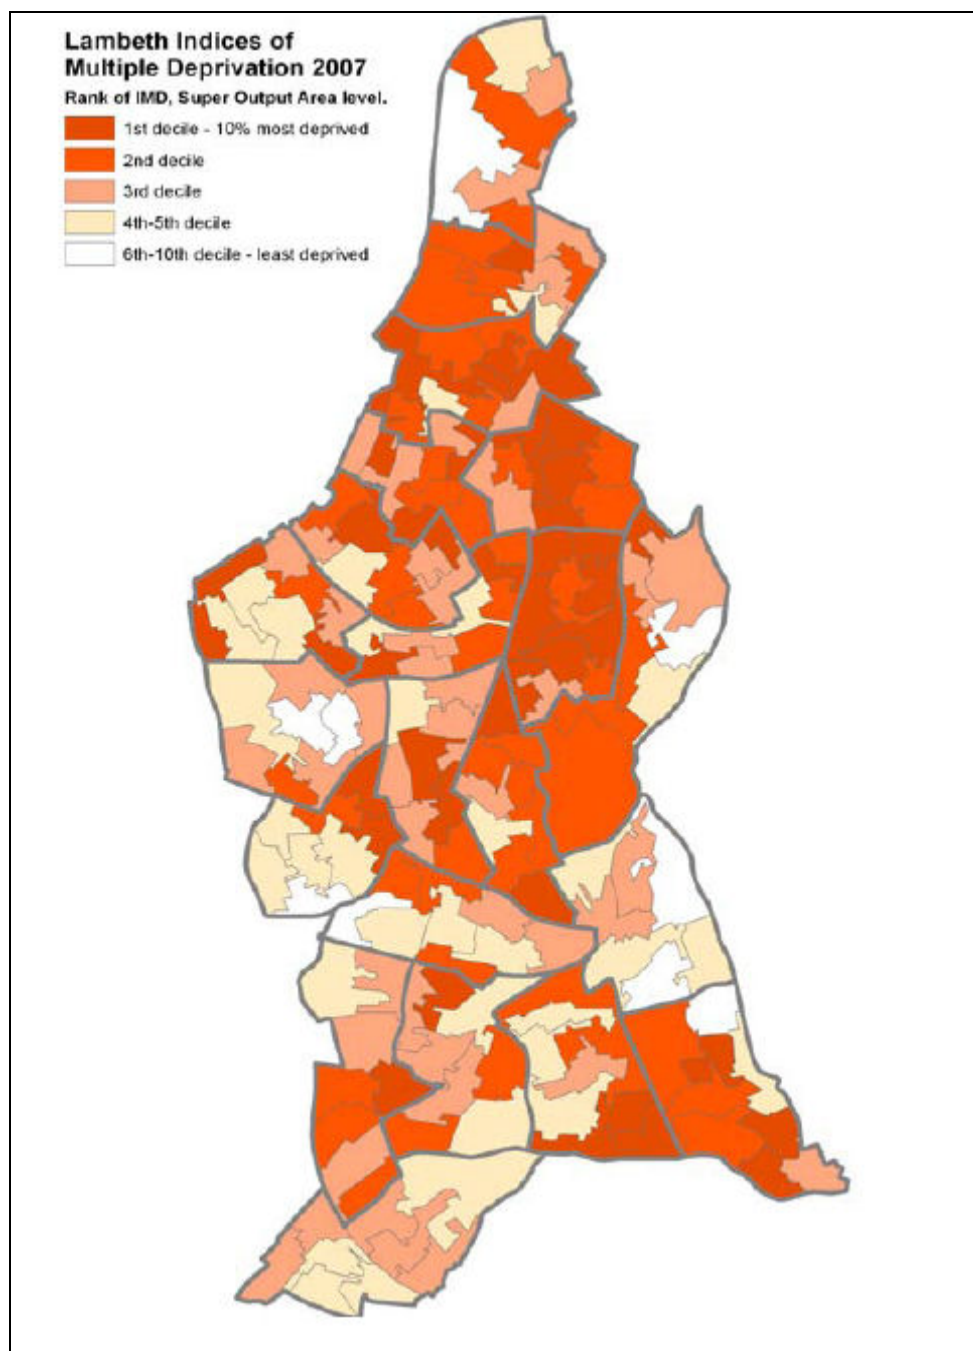 Lambeth Indices of
Multiple Deprivation 2007
Rank of IMD, Super Output Area level.
1st decile - 10% most deprived
2nd decile
3rd decile
4th-5th decile
6th-10th decile - least deprived